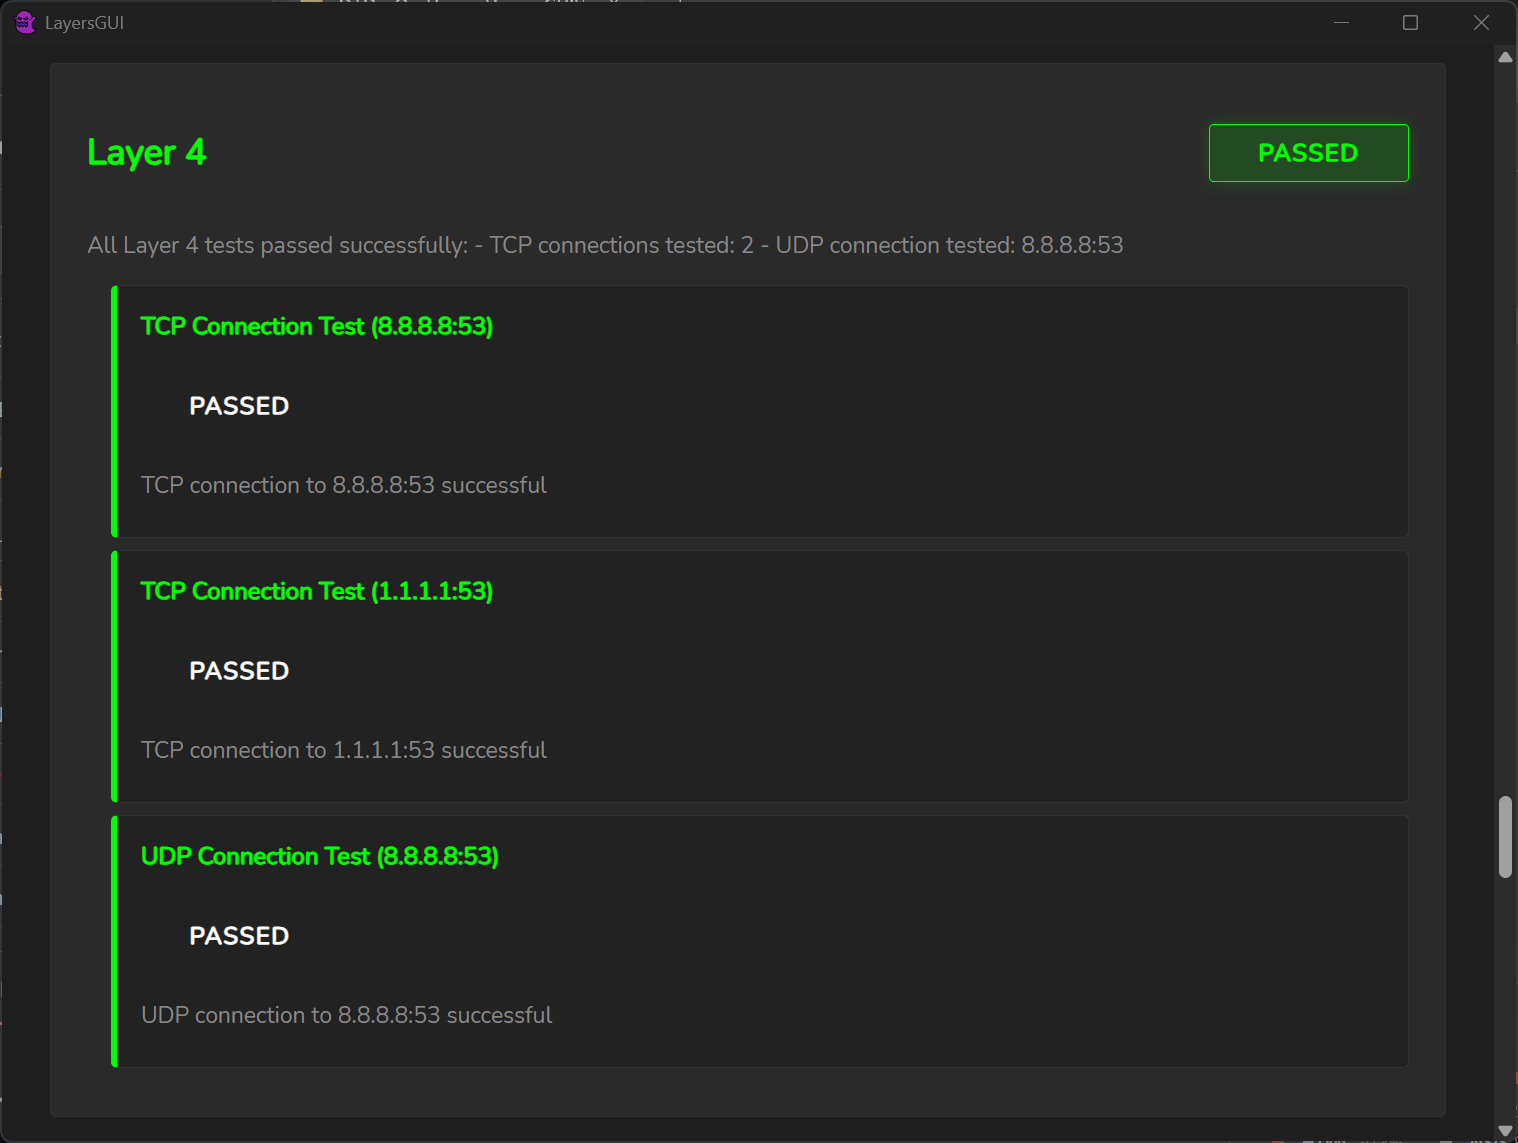 LayersGUI
Layer 4
PASSED
All Layer 4 tests passed successfully: - TCP connections tested: 2 - UDP connection tested: 8.8.8.8:53
TCP Connection Test (8.8.8.8:53)
PASSED
TCP connection to 8.8.8.8:53 successful
TCP Connection Test (1.1.1.1:53)
PASSED
TCP connection to 1.1.1.1:53 successful
UDP Connection Test (8.8.8.8:53)
PASSED
UDP connection to 8.8.8.8:53 successful